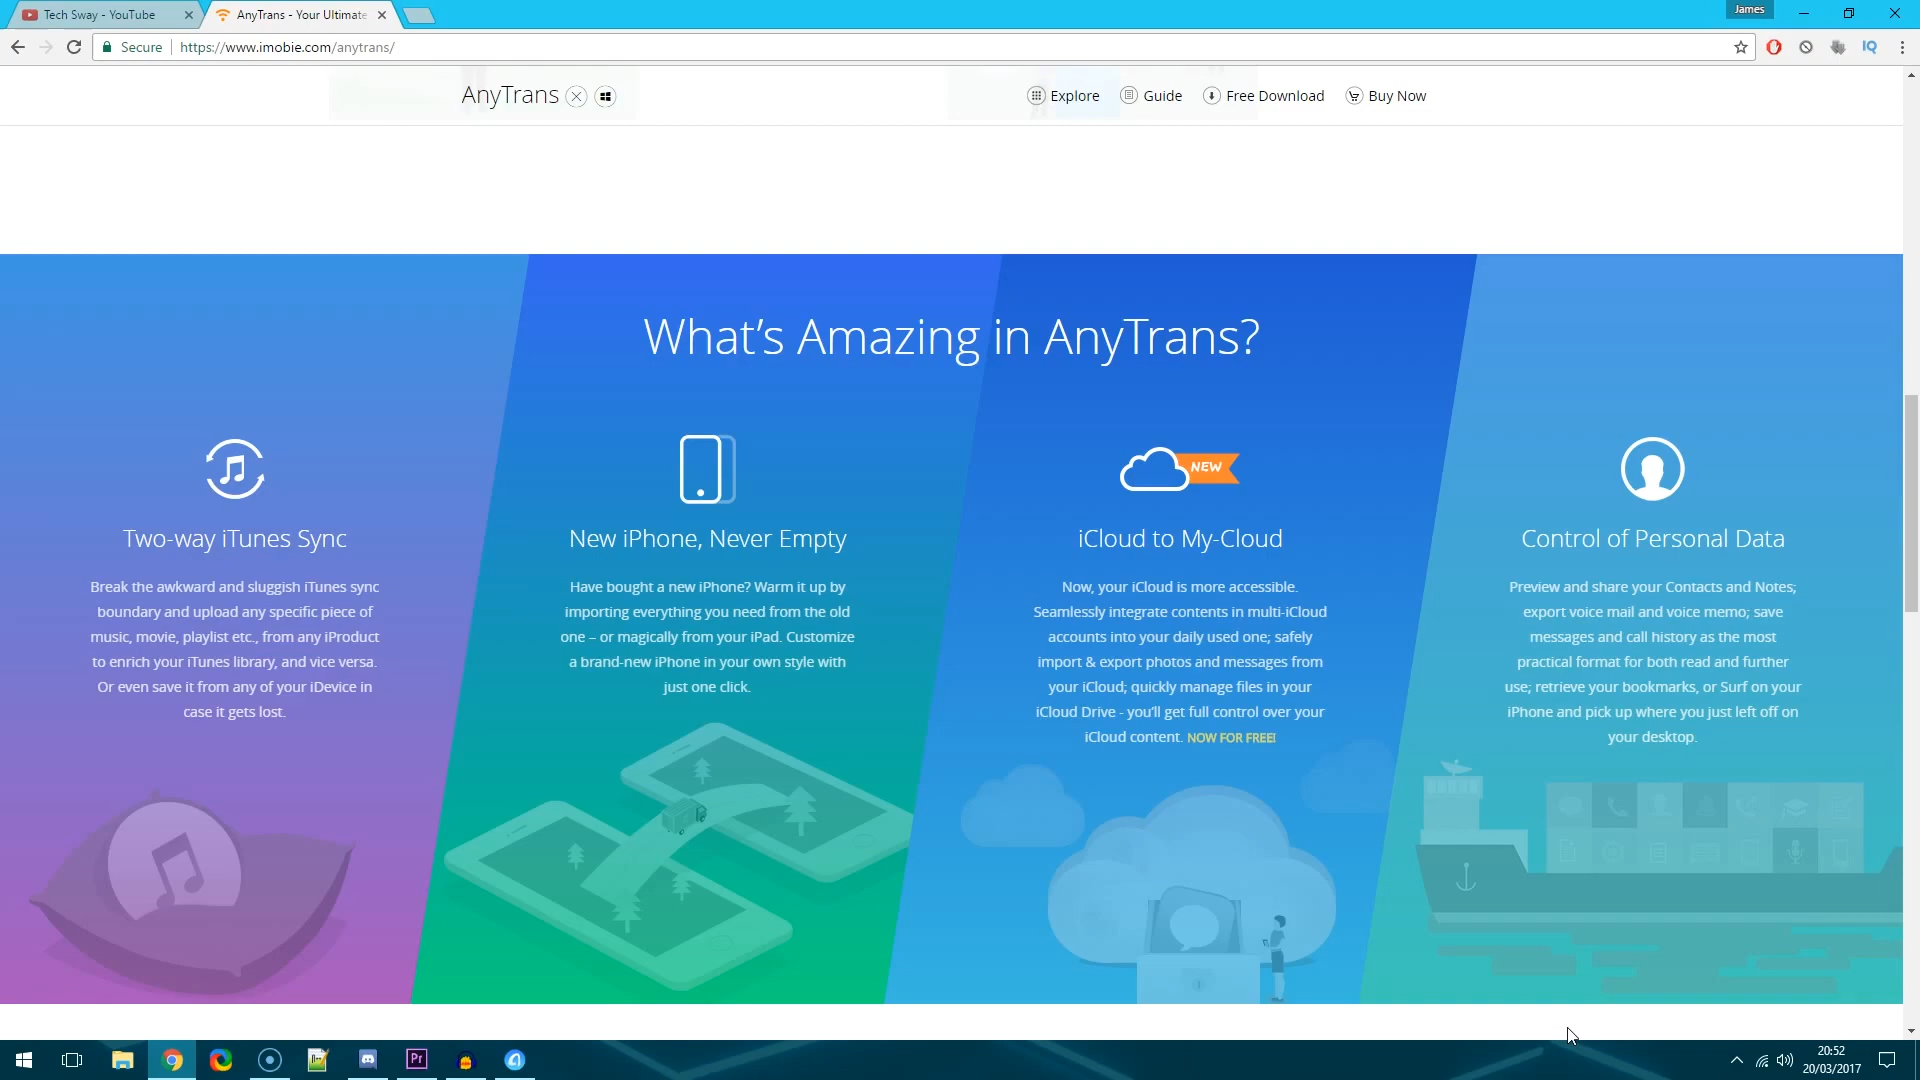 Tech Sway - YouTube
AnyTrans - Your Ultimate
James
Secure
https://www.imobie.com/anytrans/
IQ
AnyTrans
Explore
Guide
Free Download
Buy Now
What's Amazing in AnyTrans?
Two-way iTunes Sync
Break the awkward and sluggish iTunes sync
boundary and upload any specific piece of
music, movie, playlist etc., from any iProduct
to enrich your iTunes library, and vice versa.
Or even save it from any of your iDevice in
case it gets lost.
New iPhone, Never Empty
Have bought a new iPhone? Warm it up by
importing everything you need from the old
one – or magically from your iPad. Customize
a brand-new iPhone in your own style with
just one click.
NEW
iCloud to My-Cloud
Now, your iCloud is more accessible.
Seamlessly integrate contents in multi-iCloud
accounts into your daily used one; safely
import & export photos and messages from
your iCloud; quickly manage files in your
iCloud Drive - you'll get full control over your
iCloud content. NOW FOR FREE!
Control of Personal Data
Preview and share your Contacts and Notes;
export voice mail and voice memo; save
messages and call history as the most
practical format for both read and further
use; retrieve your bookmarks, or Surf on your
iPhone and pick up where you just left off on
your desktop.
Pr
20:52
20/03/2017